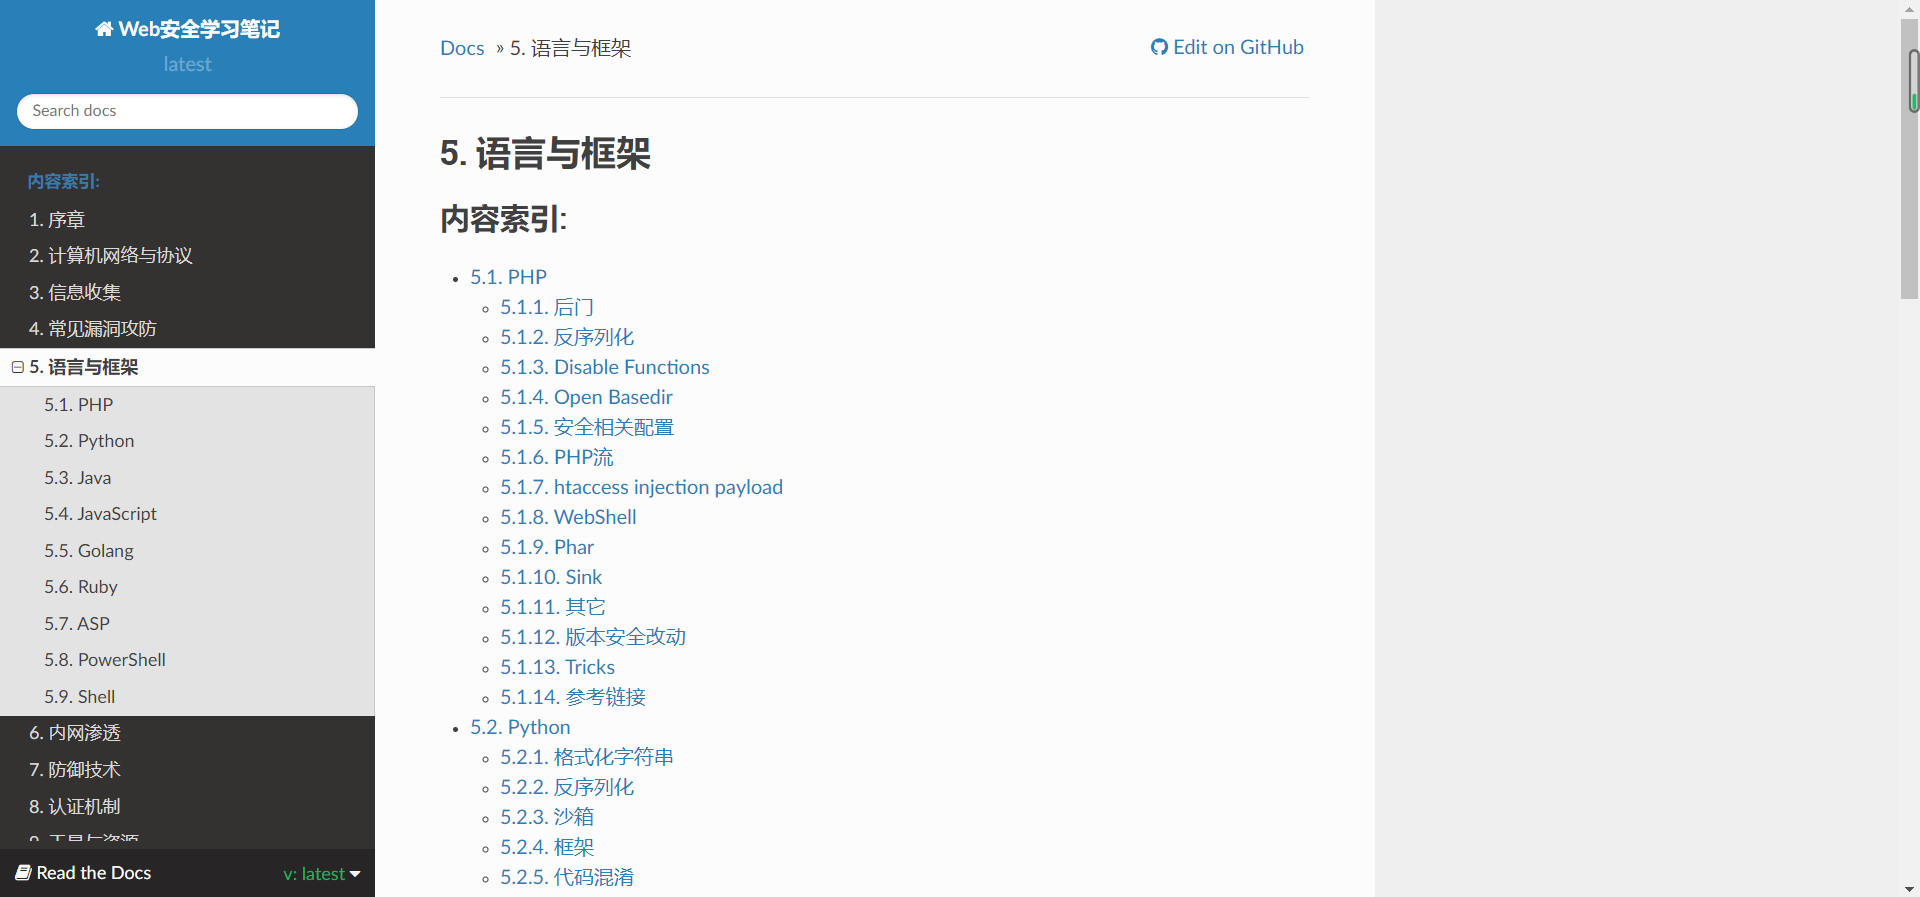 Web安全学习笔记
latest
Search docs
内容索引:
1. 序章
2. 计算机网络与协议
3. 信息收集
4. 常见漏洞攻防
5. 语言与框架
5.1. PHP
5.2. Python
5.3. Java
5.4. JavaScript
5.5. Golang
5.6. Ruby
5.7. ASP
5.8. PowerShell
5.9. Shell
6. 内网渗透
7. 防御技术
8. 认证机制
9. 工具与资源
Read the Docs
v: latest
Docs » 5. 语言与框架
Edit on GitHub
5. 语言与框架
内容索引:
5.1. PHP
5.1.1. 后门
5.1.2. 反序列化
5.1.3. Disable Functions
5.1.4. Open Basedir
5.1.5. 安全相关配置
5.1.6. PHP流
5.1.7. htaccess injection payload
5.1.8. WebShell
5.1.9. Phar
5.1.10. Sink
5.1.11. 其它
5.1.12. 版本安全改动
5.1.13. Tricks
5.1.14. 参考链接
5.2. Python
5.2.1. 格式化字符串
5.2.2. 反序列化
5.2.3. 沙箱
5.2.4. 框架
5.2.5. 代码混淆